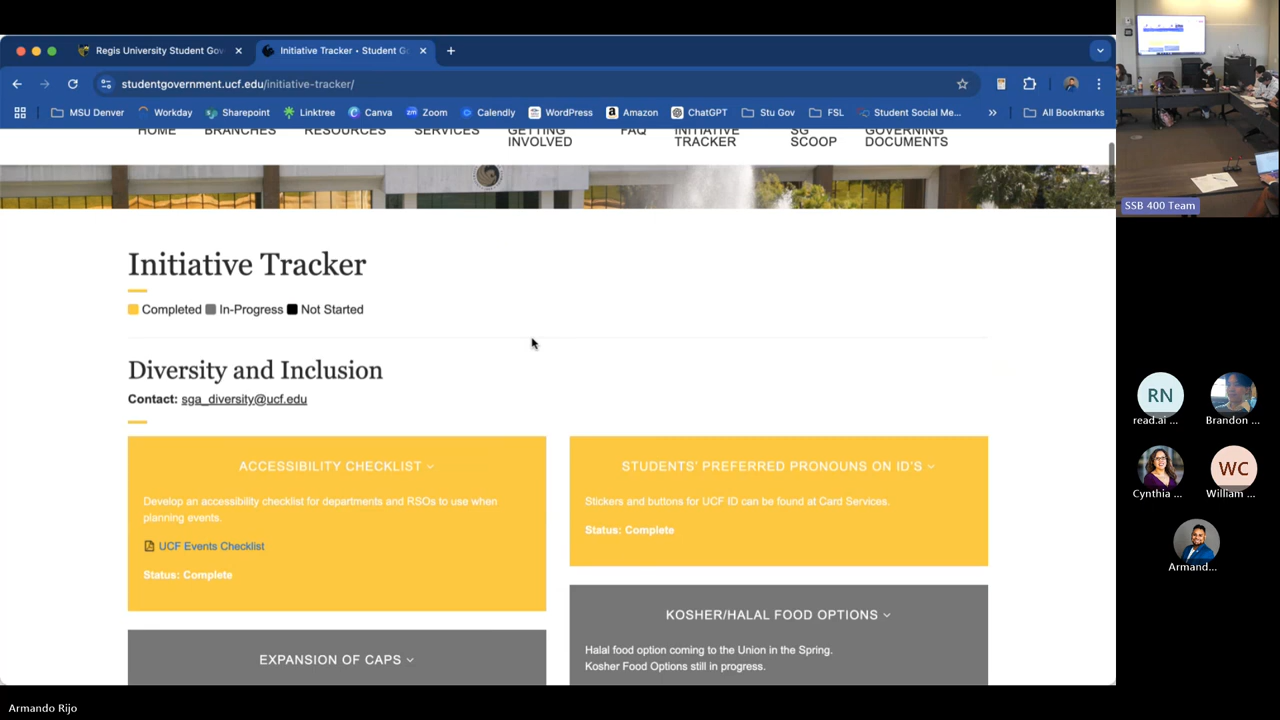 Regis University Student Gov
Initiative Tracker • Student Go
studentgovernment.ucf.edu/initiative-tracker/
MSU Denver
Workday
Sharepoint
Linktree
Canva
Zoom
Calendly
WordPress
Amazon
ChatGPT
Stu Gov
FSL
Student Social Me...
All Bookmarks
HOME
BRANCHES
RESOURCES
SERVICES
GETTING
INVOLVED
FAQ
INITIATIVE
TRACKER
SG
SCOOP
GOVERNING
DOCUMENTS
Initiative Tracker
Completed In-Progress Not Started
Diversity and Inclusion
Contact: sga_diversity@ucf.edu
ACCESSIBILITY CHECKLIST
Develop an accessibility checklist for departments and RSOs to use when
planning events.
UCF Events Checklist
Status: Complete
STUDENTS' PREFERRED PRONOUNS ON ID'S
Stickers and buttons for UCF ID can be found at Card Services.
Status: Complete
EXPANSION OF CAPS
KOSHER/HALAL FOOD OPTIONS
Halal food option coming to the Union in the Spring.
Kosher Food Options still in progress.
SSB 400 Team
RN
read.ai ...
Brandon ...
Cynthia ...
WC
William ...
Armand...
Armando Rijo